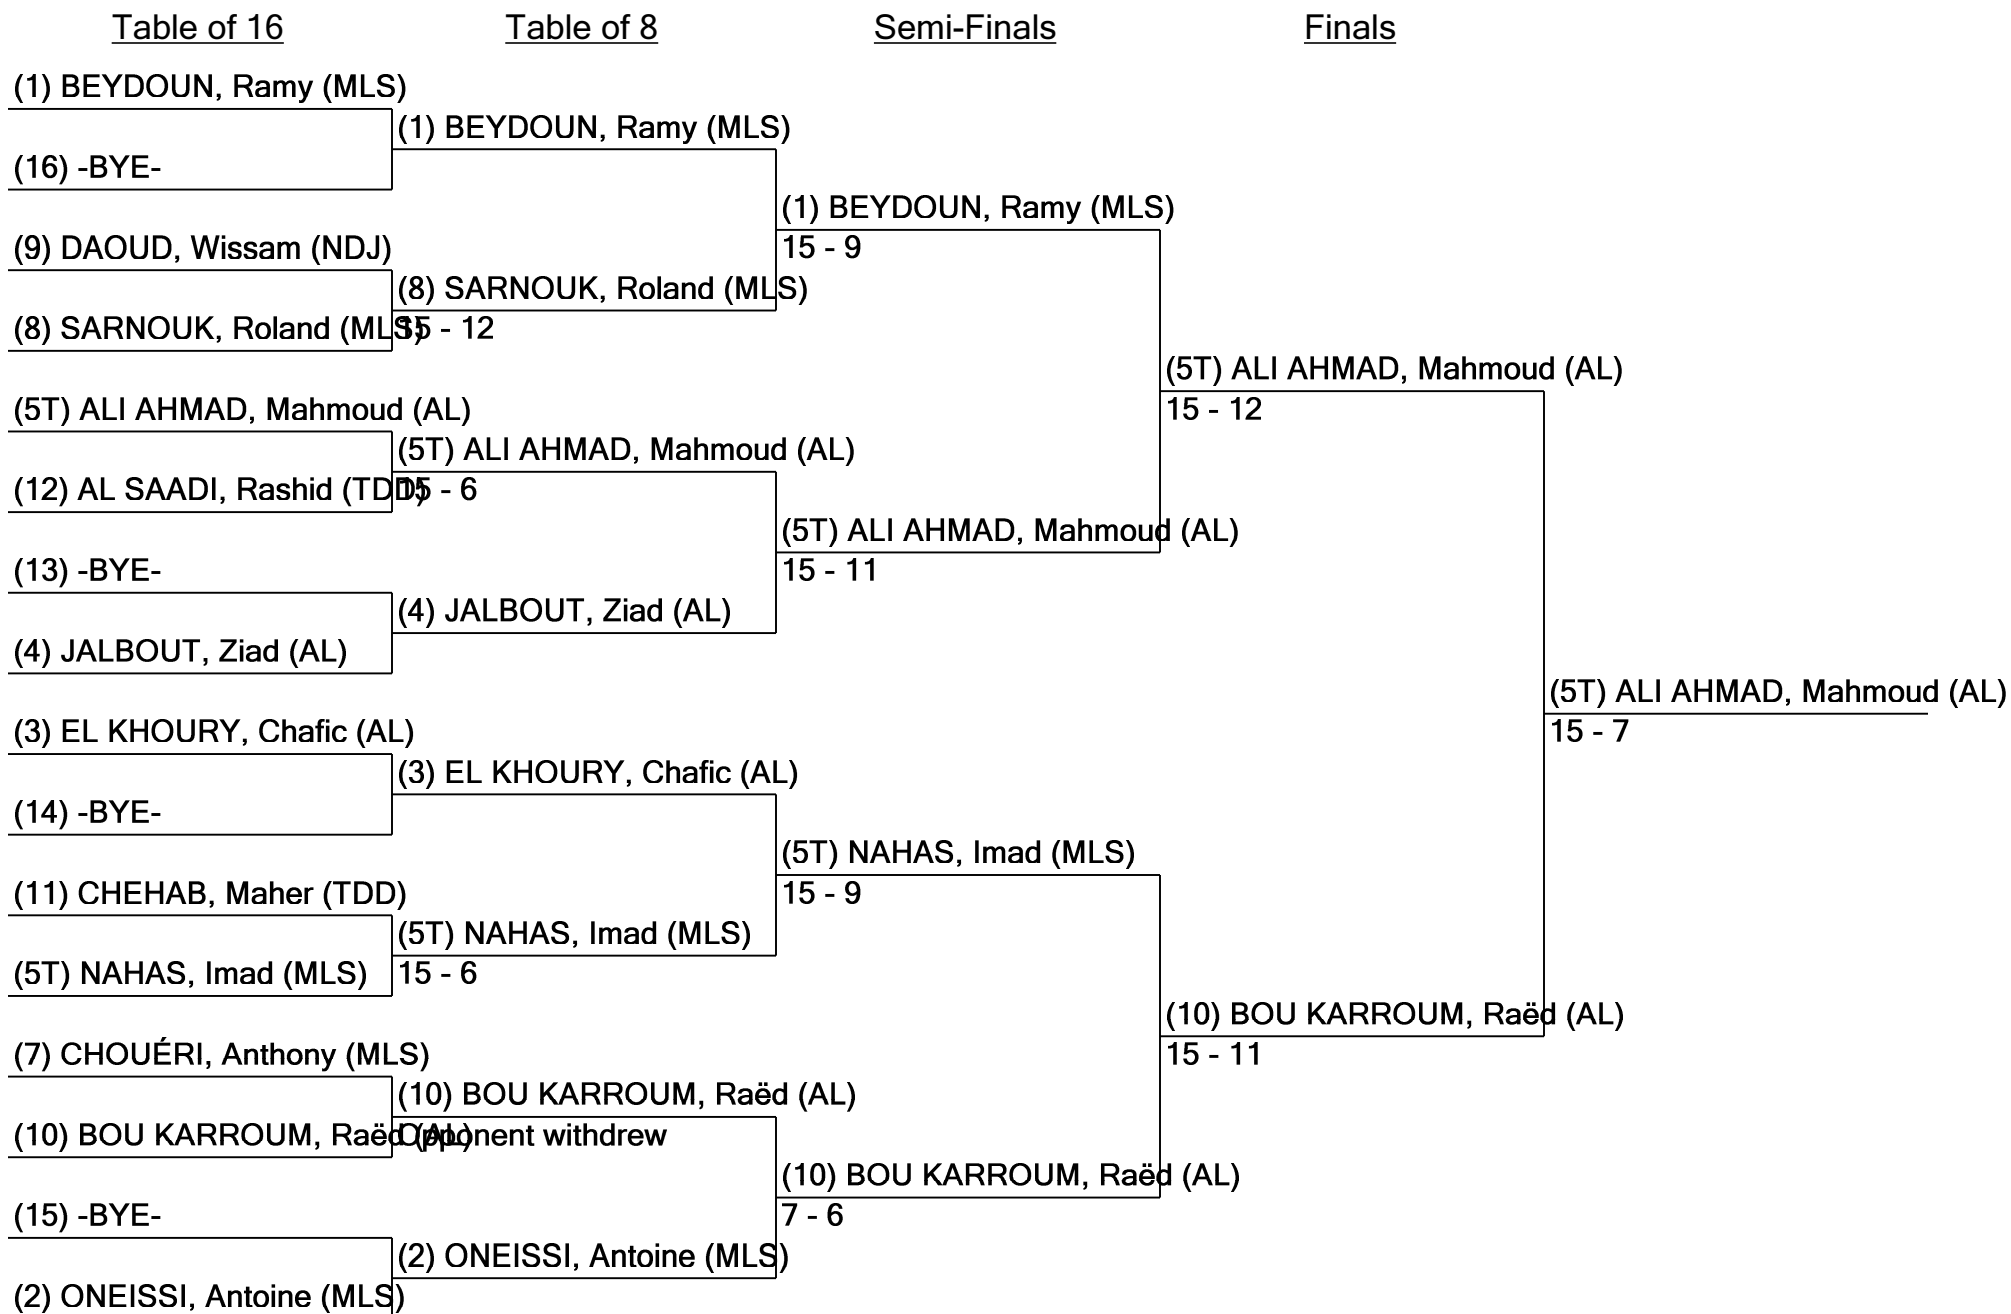 Table of 16
Table of 8
Semi-Finals
Finals
(1) BEYDOUN, Ramy (MLS)
(16) -BYE-
(9) DAOUD, Wissam (NDJ)
(8) SARNOUK, Roland (MLS)
(5T) ALI AHMAD, Mahmoud (AL)
(12) AL SAADI, Rashid (TDD)
(13) -BYE-
(4) JALBOUT, Ziad (AL)
(3) EL KHOURY, Chafic (AL)
(14) -BYE-
(11) CHEHAB, Maher (TDD)
(5T) NAHAS, Imad (MLS)
(7) CHOUÉRI, Anthony (MLS)
(10) BOU KARROUM, Raëd (AL)
(15) -BYE-
(2) ONEISSI, Antoine (MLS)
(1) BEYDOUN, Ramy (MLS)
(8) SARNOUK, Roland (MLS)
15 - 12
(5T) ALI AHMAD, Mahmoud (AL)
15 - 6
(4) JALBOUT, Ziad (AL)
(3) EL KHOURY, Chafic (AL)
(5T) NAHAS, Imad (MLS)
15 - 6
(10) BOU KARROUM, Raëd (AL)
Opponent withdrew
(2) ONEISSI, Antoine (MLS)
(1) BEYDOUN, Ramy (MLS)
15 - 9
(5T) ALI AHMAD, Mahmoud (AL)
15 - 11
(5T) NAHAS, Imad (MLS)
15 - 9
(10) BOU KARROUM, Raëd (AL)
7 - 6
(5T) ALI AHMAD, Mahmoud (AL)
15 - 12
(10) BOU KARROUM, Raëd (AL)
15 - 11
(5T) ALI AHMAD, Mahmoud (AL)
15 - 7